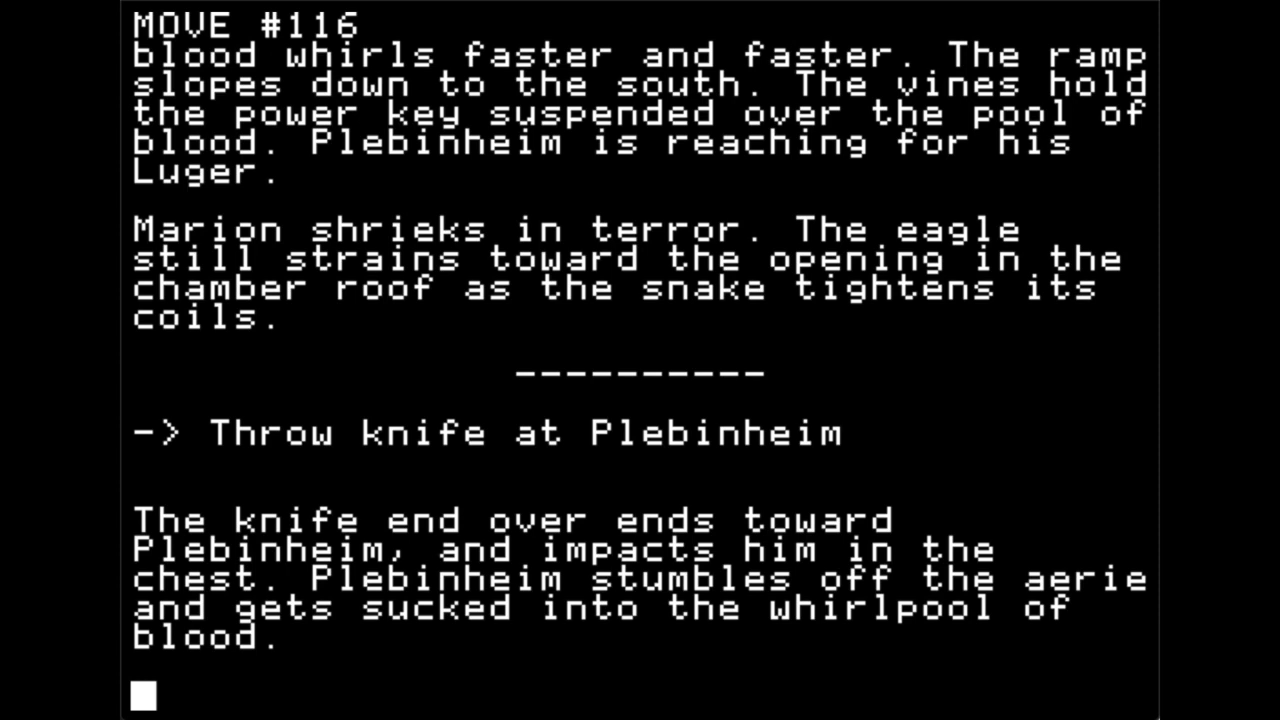 MOVE #116
blood whirls faster and faster. The ramp
slopes down to the south. The vines hold
the power key suspended over the pool of
blood. Plebinheim is reaching for his
Luger.
Marion shrieks in terror. The eagle
still strains toward the opening in the
chamber roof as the snake tightens its
coils.
----------
-> Throw knife at Plebinheim
The knife end over ends toward
Plebinheim, and impacts him in the
chest. Plebinheim stumbles off the aerie
and gets sucked into the whirlpool of
blood.